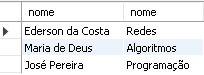 nome nome
Ederson da Costa Redes
Maria de Deus Algoritmos
José Pereira Programação